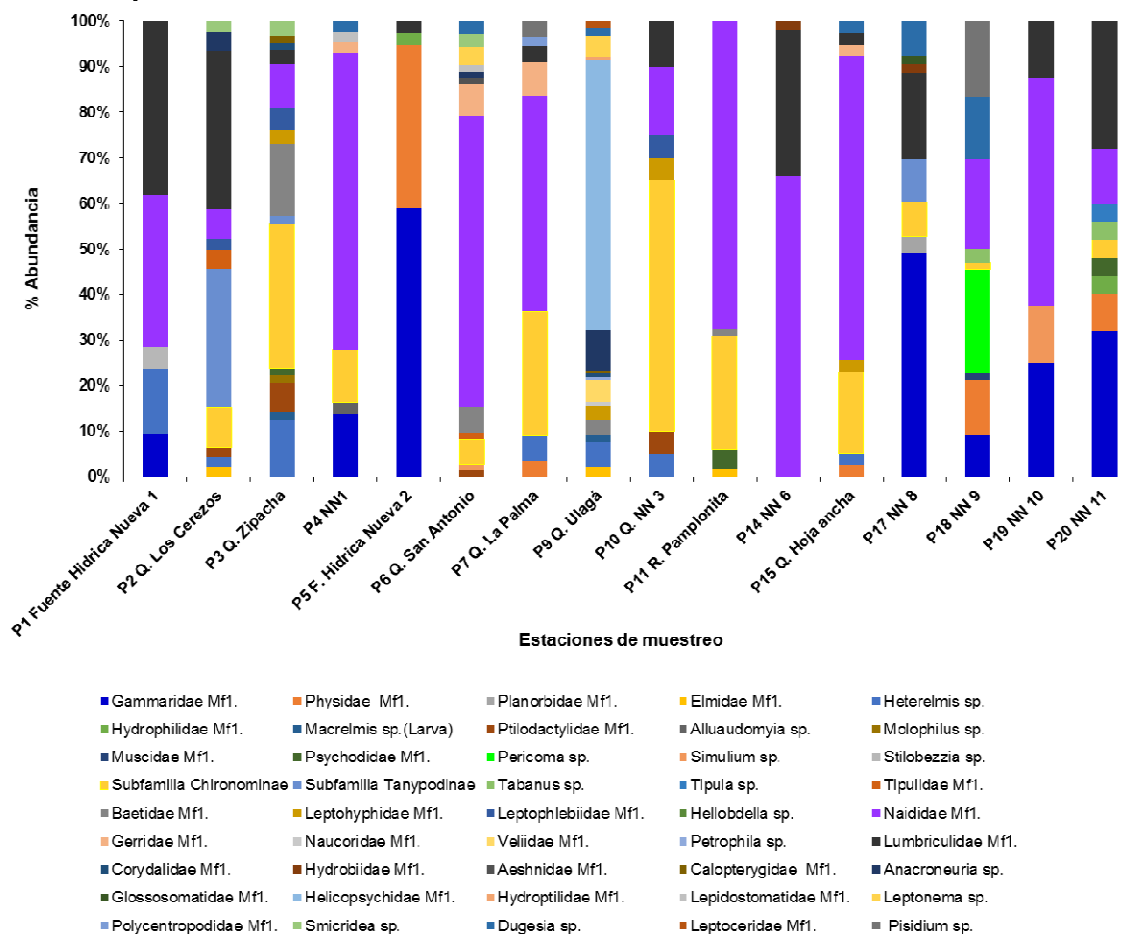 100%
90%
80%
70%
60%
50%
40%
30%
20%
10%
0%
% Abundancia
P1 Fuente Hidrica Nueva 1
P2 Q. Los Cerezos
P3 Q. Zipacha
P4 NN1
P5 F. Hidrica Nueva 2
P6 Q. San Antonio
P7 Q. La Palma
P9 Q. Ulagá
P10 Q. NN 3
P11 R. Pamplonita
P14 NN 6
P15 Q. Hoja ancha
P17 NN 8
P18 NN 9
P19 NN 10
P20 NN 11
Estaciones de muestreo
Gammaridae Mf1. Physidae Mf1. Planorbidae Mf1. Elmidae Mf1. Heterelmis sp.
Hydrophilidae Mf1. Macrelmis sp.(Larva) Ptilodactylidae Mf1. Alluaudomyia sp. Molophilus sp.
Muscidae Mf1. Psychodidae Mf1. Pericoma sp. Simulium sp. Stilobezzia sp.
Subfamilia Chironominae Subfamilia Tanypodinae Tabanus sp. Tipula sp. Tipulidae Mf1.
Baetidae Mf1. Leptohyphidae Mf1. Leptophlebiidae Mf1. Hellobdella sp. Naididae Mf1.
Gerridae Mf1. Naucoridae Mf1. Veliidae Mf1. Petrophila sp. Lumbriculidae Mf1.
Corydalidae Mf1. Hydrobiidae Mf1. Aeshnidae Mf1. Calopterygidae Mf1. Anacroneuria sp.
Glossosomatidae Mf1. Helicopsychidae Mf1. Hydroptilidae Mf1. Lepidostomatidae Mf1. Leptonema sp.
Polycentropodidae Mf1. Smicridea sp. Dugesia sp. Leptoceridae Mf1. Pisidium sp.